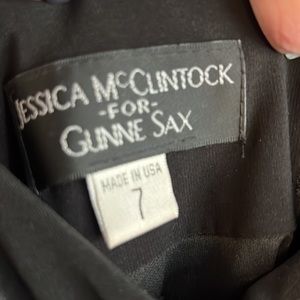 JESSICA McCLINTOCK
-FOR-
GUNNE SAX
MADE IN USA
7